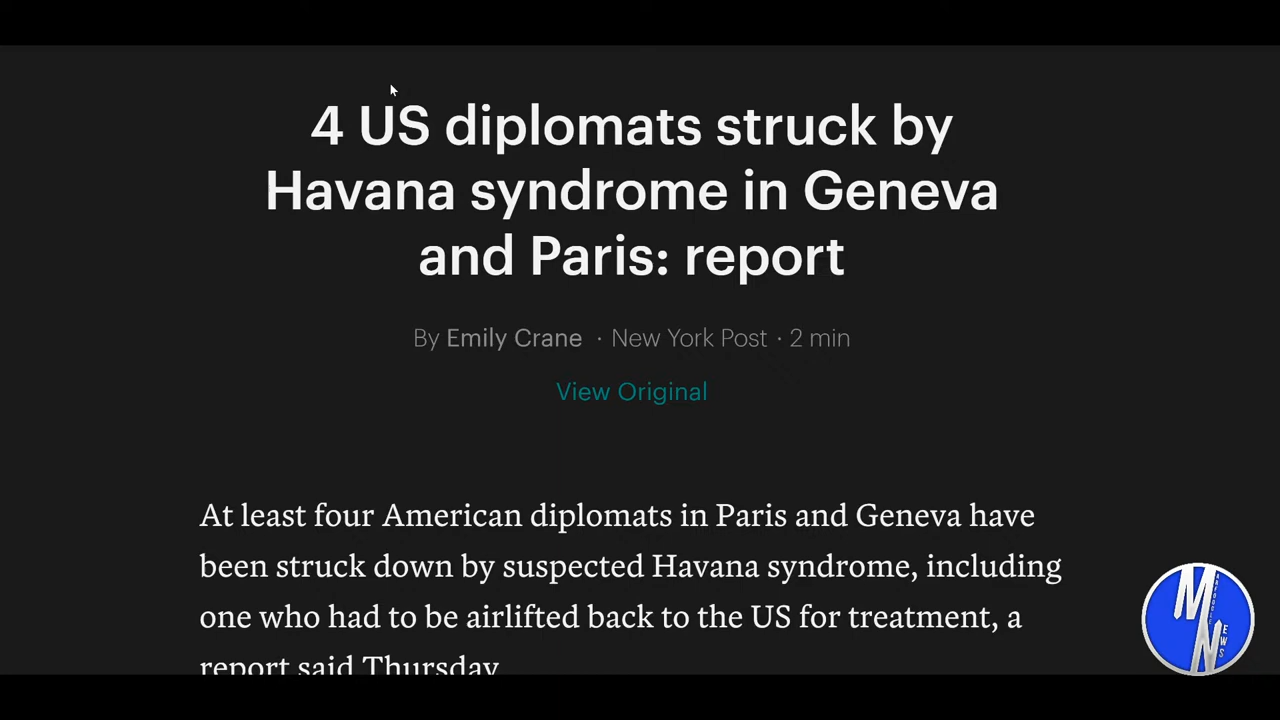 4 US diplomats struck by
Havana syndrome in Geneva
and Paris: report
By Emily Crane · New York Post · 2 min
View Original
At least four American diplomats in Paris and Geneva have
been struck down by suspected Havana syndrome, including
one who had to be airlifted back to the US for treatment, a
report said Thursday
MN
EWS